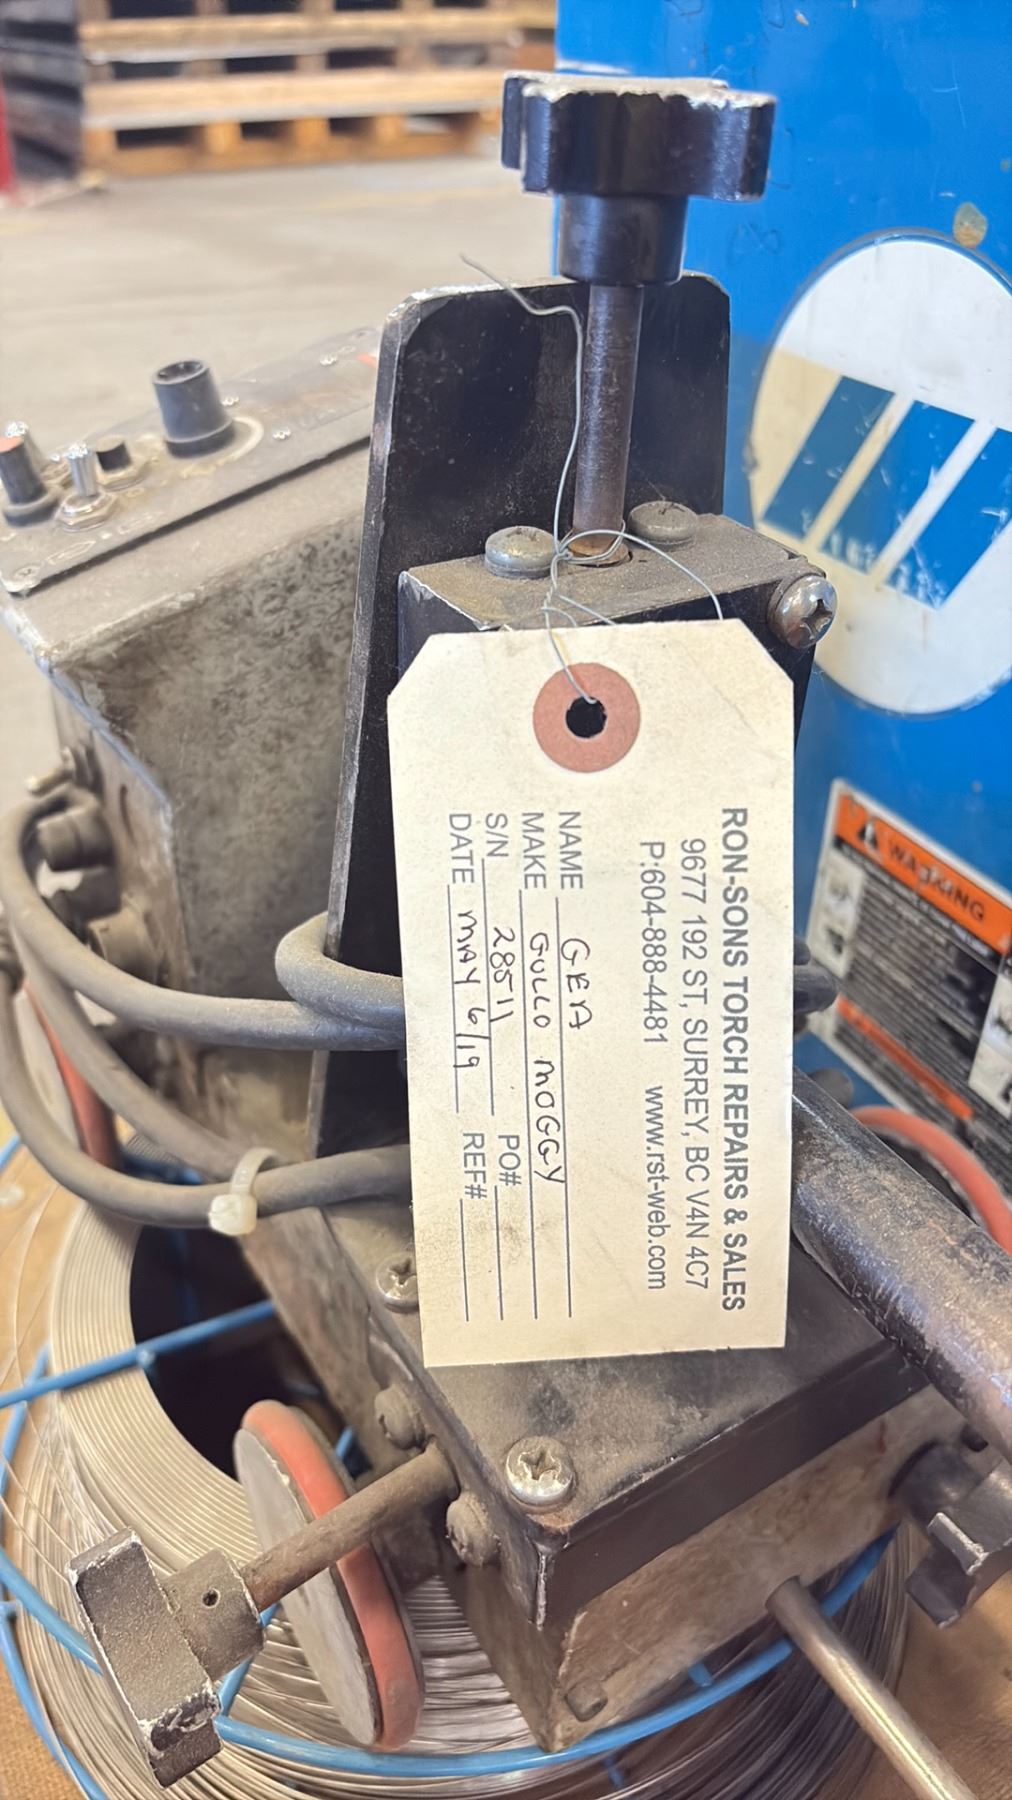 RON-SONS TORCH REPAIRS & SALES
9677 192 ST, SURREY, BC V4N 4C7
P:604-888-4481 www.rst-web.com
NAME GEA
MAKE GULLO MOGGY
S/N 28511 PO#
DATE MAY 6/19 REF#
WARNING